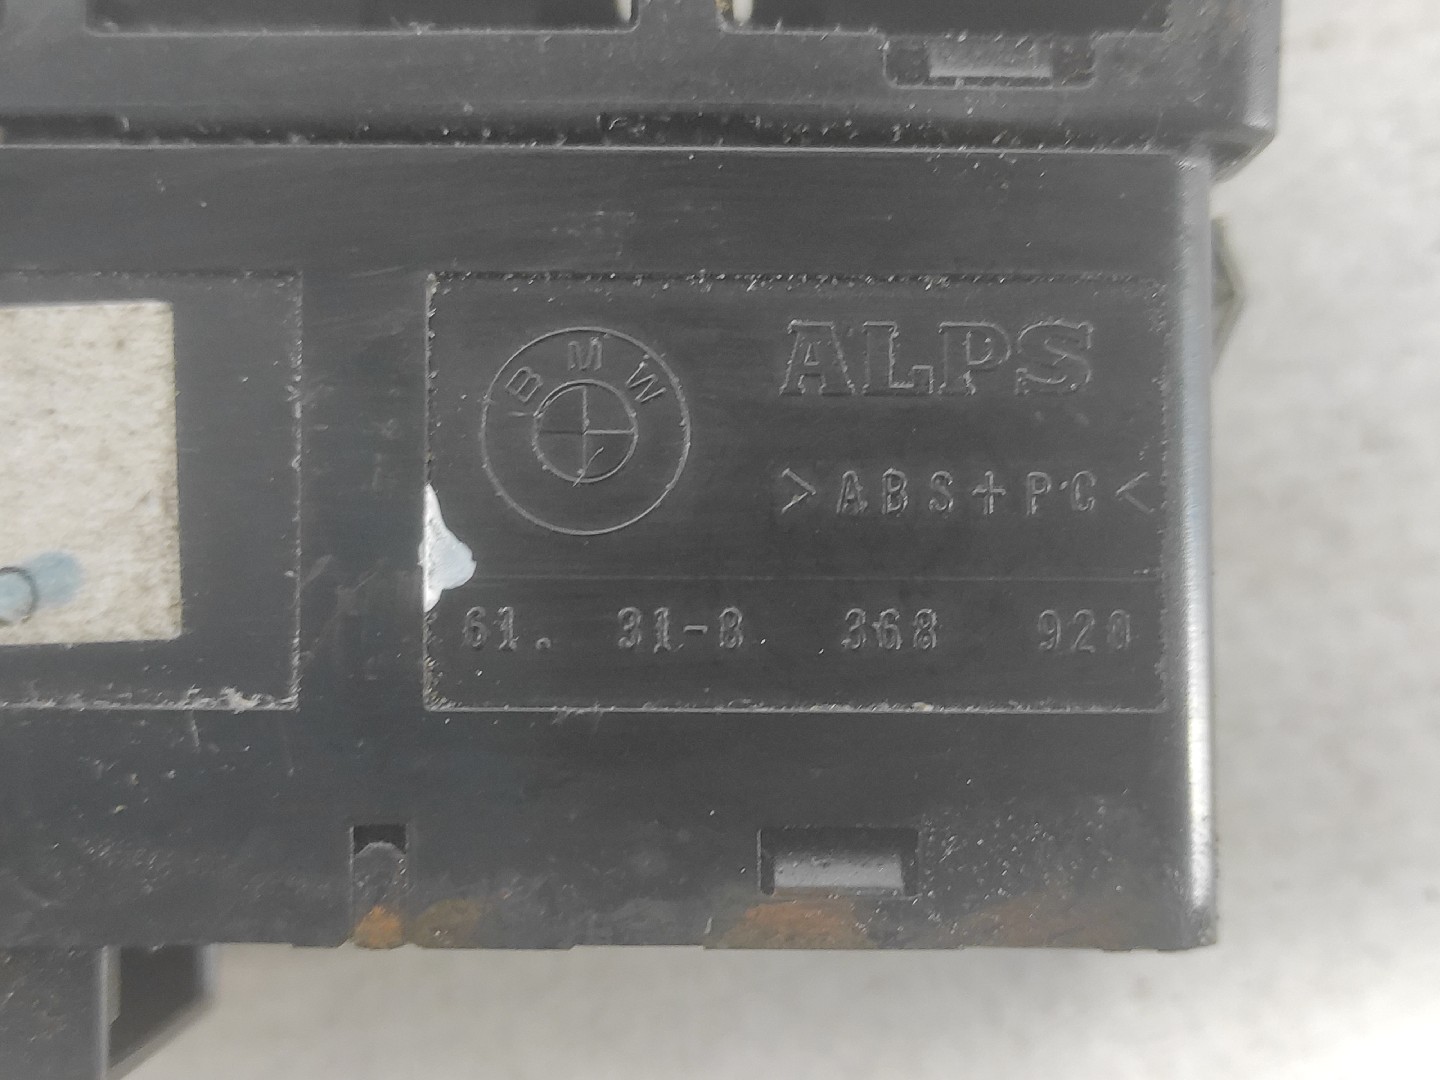 BMW
ALPS
>ABS+PC<
61. 31-8 368 920